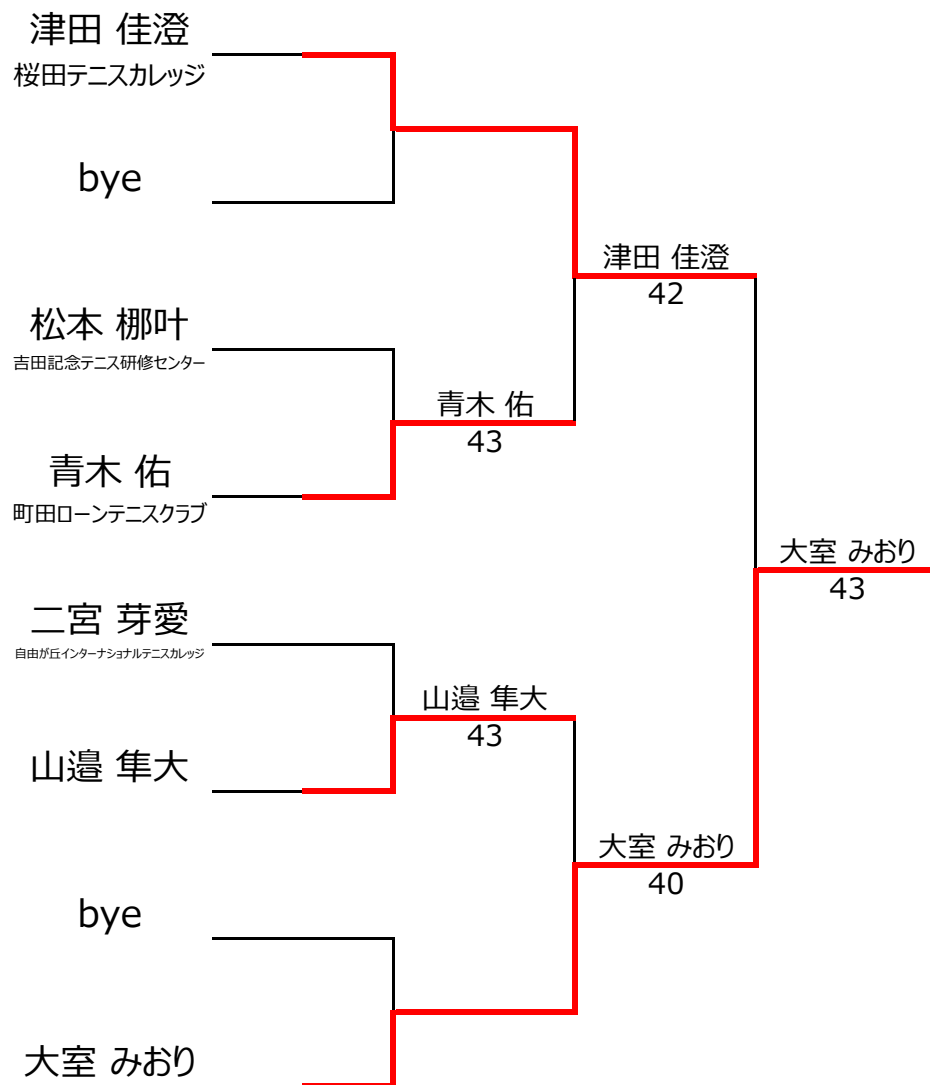 津田 佳澄
桜田テニスカレッジ
bye
津田 佳澄
42
松本 梛叶
吉田記念テニス研修センター
青木 佑
43
青木 佑
町田ローンテニスクラブ
大室 みおり
43
二宮 芽愛
自由が丘インターナショナルテニスカレッジ
山邉 隼大
43
山邉 隼大
大室 みおり
40
bye
大室 みおり